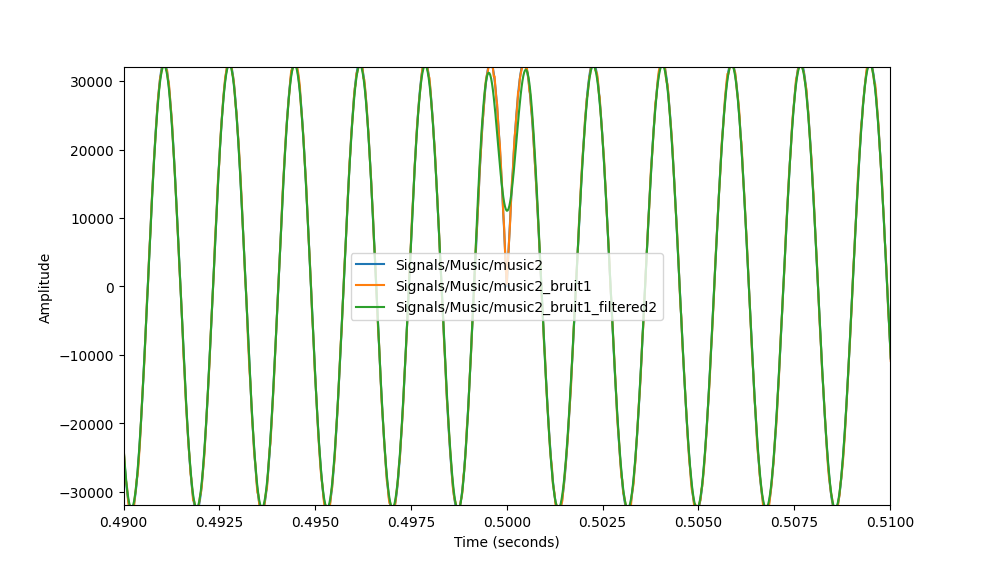 30000
20000
10000
0
−10000
−20000
−30000
Amplitude
Signals/Music/music2
Signals/Music/music2_bruit1
Signals/Music/music2_bruit1_filtered2
0.4900 0.4925 0.4950 0.4975 0.5000 0.5025 0.5050 0.5075 0.5100
Time (seconds)